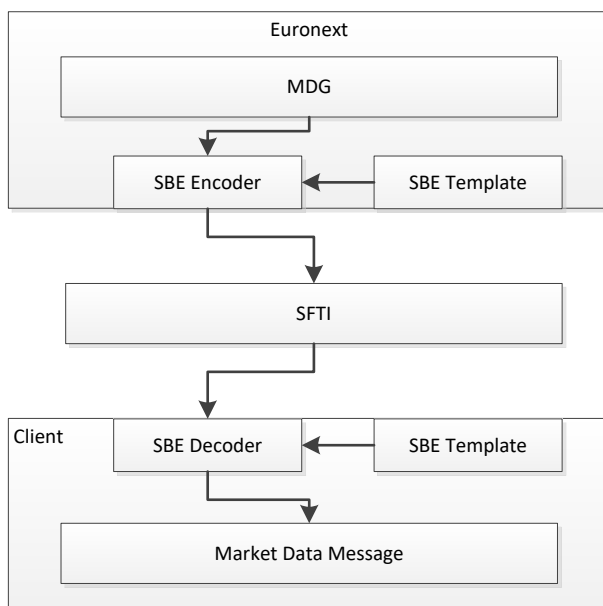 Euronext
MDG
SBE Encoder
SBE Template
SFTI
Client
SBE Decoder
SBE Template
Market Data Message